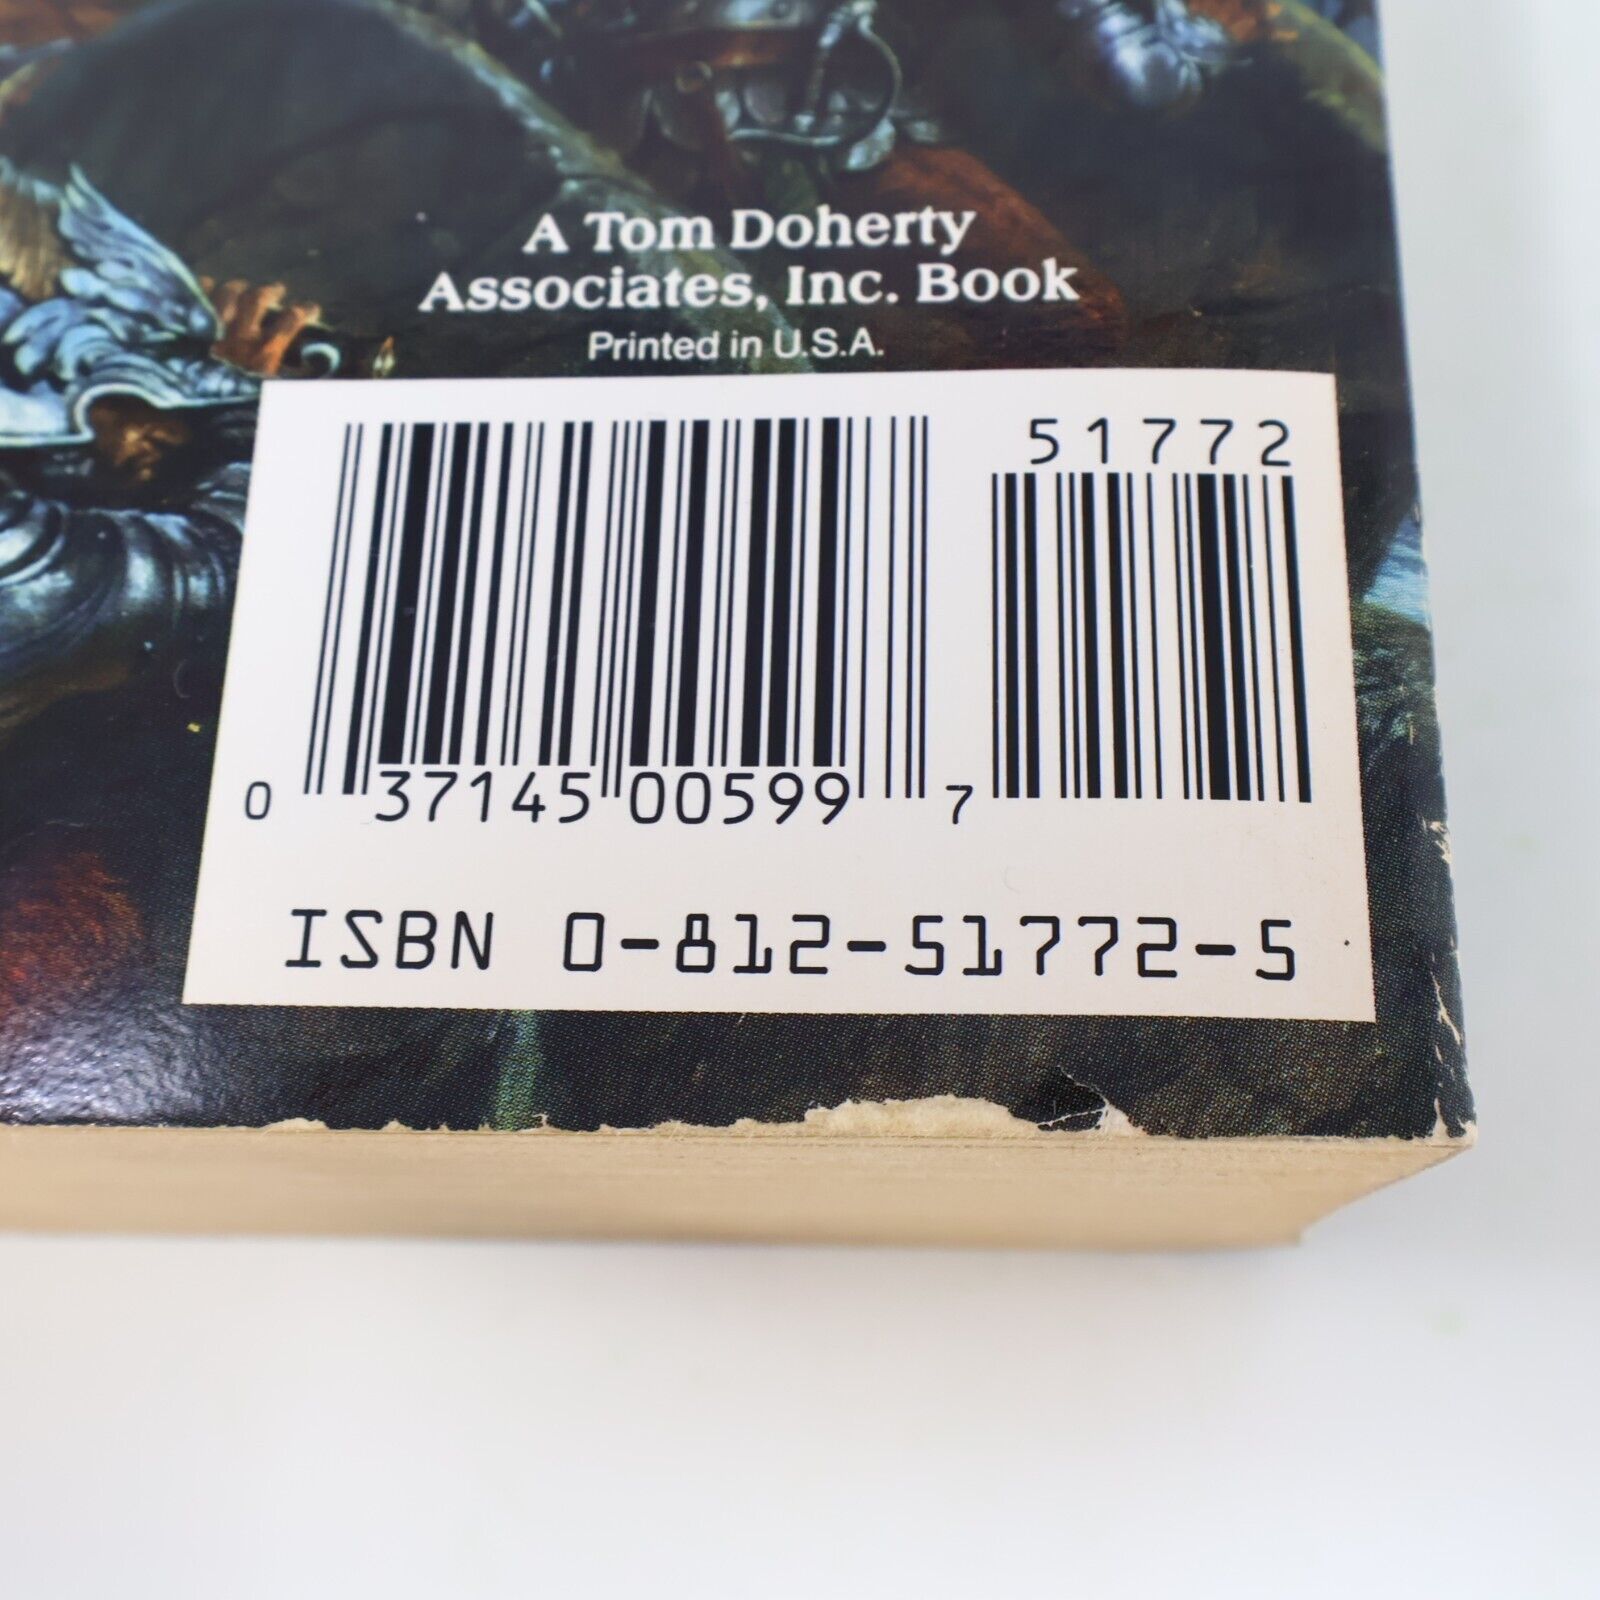 A Tom Doherty
Associates, Inc. Book
Printed in U.S.A.
51772
0 37145 00599 7
ISBN 0-812-51772-5